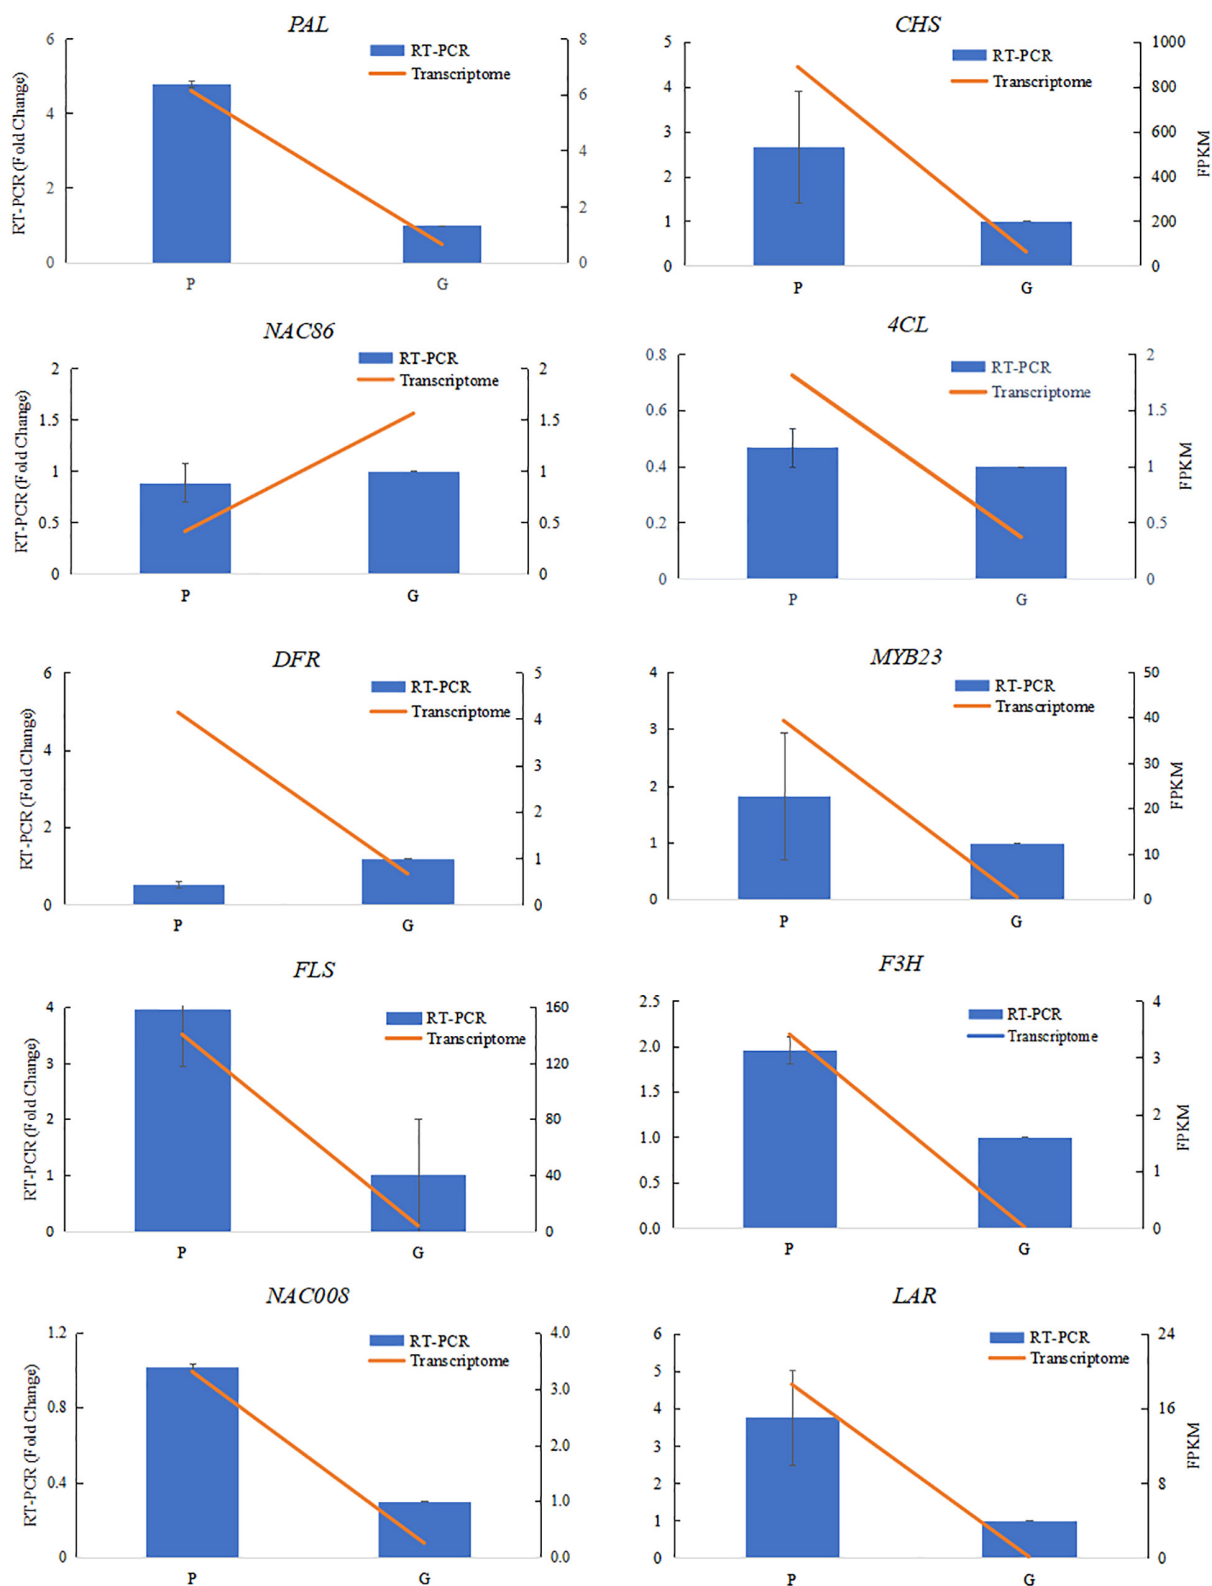 PAL
RT-PCR (Fold Change)
6
4
2
0
8
6
4
2
0
RT-PCR
Transcriptome
P
G
CHS
5
4
3
2
1
0
1000
800
600
400
200
0
FPKM
RT-PCR
Transcriptome
P
G
NAC86
RT-PCR (Fold Change)
2
1.5
1
0.5
0
2
1.5
1
0.5
0
RT-PCR
Transcriptome
P
G
4CL
0.8
0.6
0.4
0.2
0
2
1.5
1
0.5
0
FPKM
RT-PCR
Transcriptome
P
G
DFR
RT-PCR (Fold Change)
6
4
2
0
5
4
3
2
1
0
RT-PCR
Transcriptome
P
G
MYB23
4
3
2
1
0
50
40
30
20
10
0
FPKM
RT-PCR
Transcriptome
P
G
FLS
RT-PCR (Fold Change)
4
3
2
1
0
160
120
80
40
0
RT-PCR
Transcriptome
P
G
F3H
2.5
2.0
1.5
1.0
0.5
0.0
4
3
2
1
0
FPKM
RT-PCR
Transcriptome
P
G
NAC008
RT-PCR (Fold Change)
1.2
0.8
0.4
0
4.0
3.0
2.0
1.0
0.0
RT-PCR
Transcriptome
P
G
LAR
6
5
4
3
2
1
0
24
16
8
0
FPKM
RT-PCR
Transcriptome
P
G